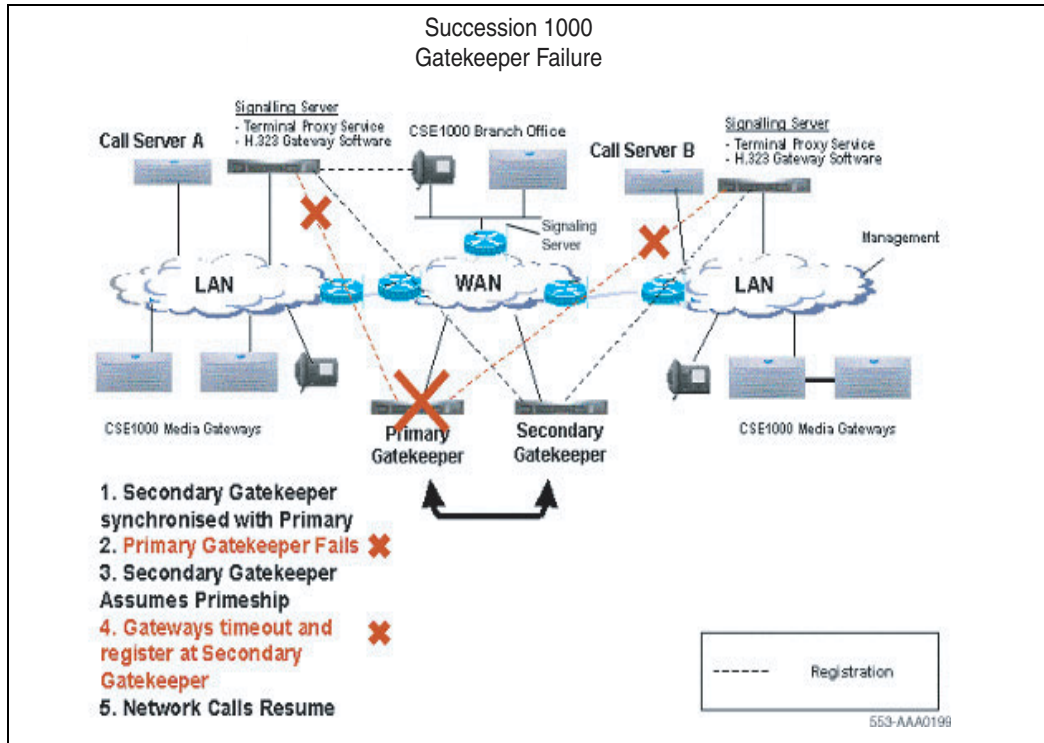 Succession 1000
Gatekeeper Failure
Signalling Server
- Terminal Proxy Service
- H.323 Gateway Software
Call Server A
CSE1000 Branch Office
Signalling Server
- Terminal Proxy Service
- H.323 Gateway Software
Call Server B
Signaling
Server
Management
LAN
WAN
LAN
CSE1000 Media Gateways
Primary
Gatekeeper
Secondary
Gatekeeper
CSE1000 Media Gateways
1. Secondary Gatekeeper
synchronised with Primary
2. Primary Gatekeeper Fails
3. Secondary Gatekeeper
Assumes Primeship
4. Gateways timeout and
register at Secondary
Gatekeeper
5. Network Calls Resume
Registration
553-AAA0199